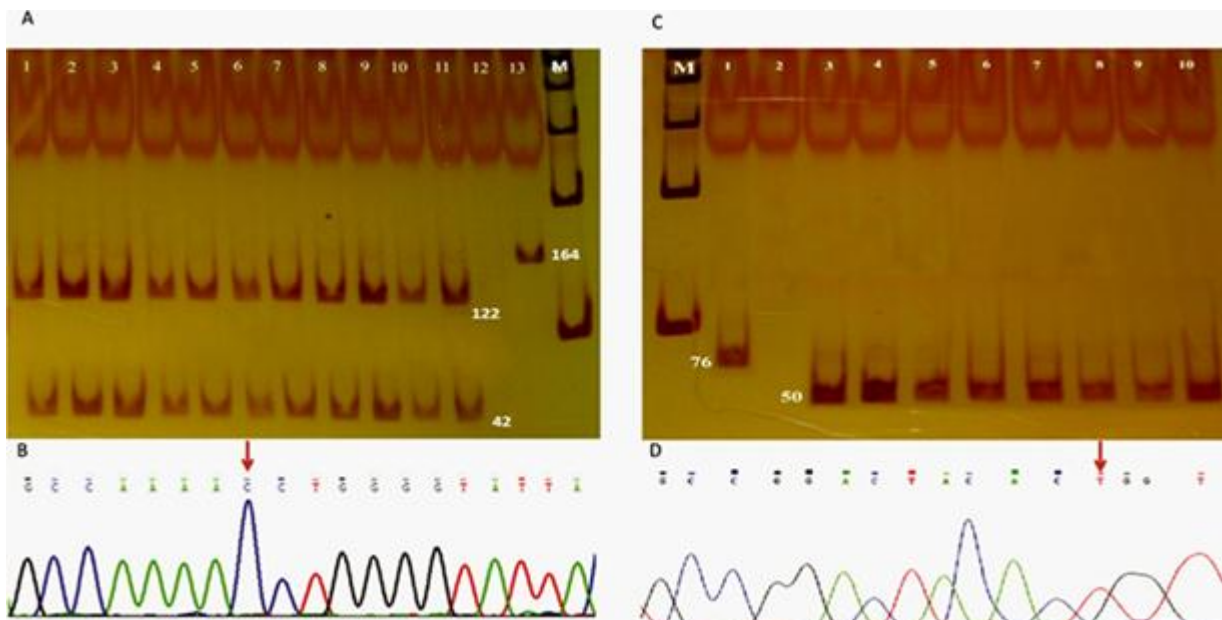 A
1 2 3 4 5 6 7 8 9 10 11 12 13 M
164
122
42
B
G C C A A A A C C T G G G G T A T T A
C
M 1 2 3 4 5 6 7 8 9 10
76
50
D
G C C G G A C T A C A C T G G T